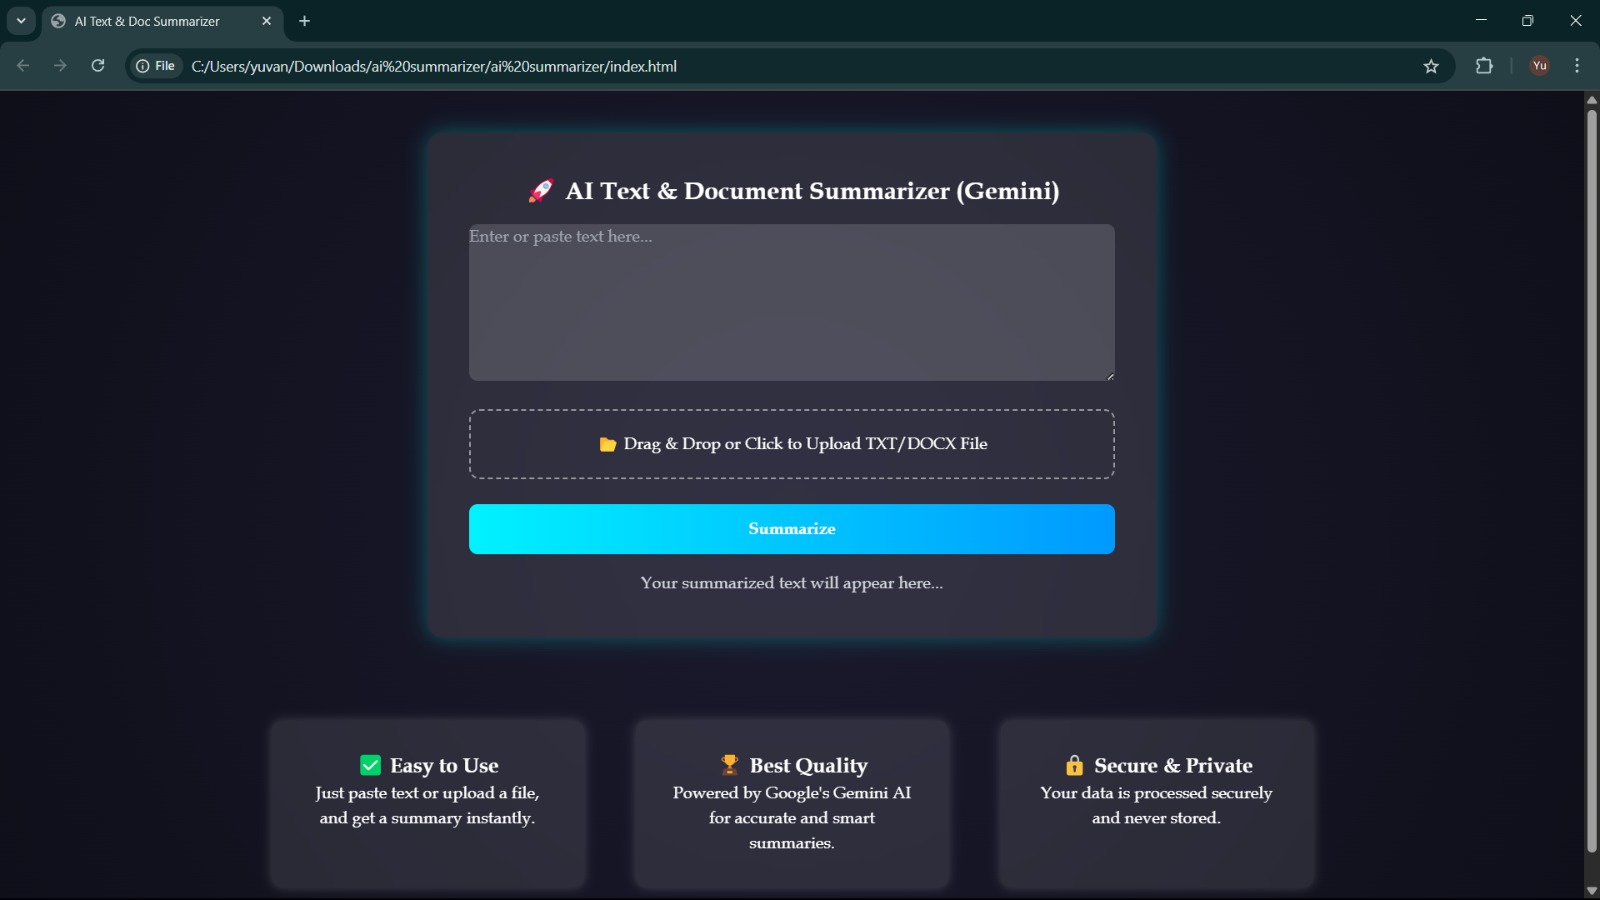 AI Text & Doc Summarizer
File
C:/Users/yuvan/Downloads/ai%20summarizer/ai%20summarizer/index.html
Yu
🚀 AI Text & Document Summarizer (Gemini)
Enter or paste text here...
📂 Drag & Drop or Click to Upload TXT/DOCX File
Summarize
Your summarized text will appear here...
✅ Easy to Use
Just paste text or upload a file,
and get a summary instantly.
🏆 Best Quality
Powered by Google's Gemini AI
for accurate and smart
summaries.
🔒 Secure & Private
Your data is processed securely
and never stored.